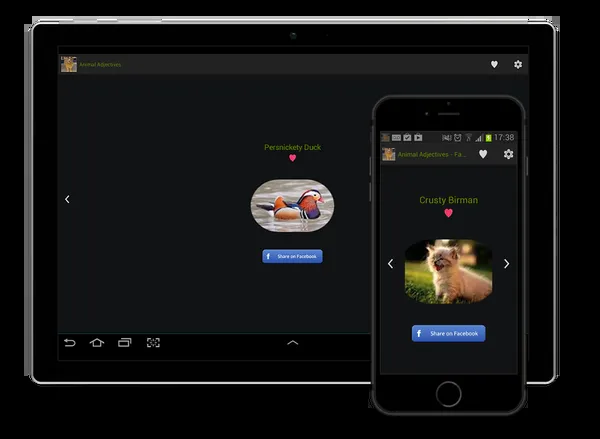 Animal Adjectives
Persnickety Duck
Share on Facebook
17:38
Animal Adjectives - Fa...
Crusty Birman
Share on Facebook